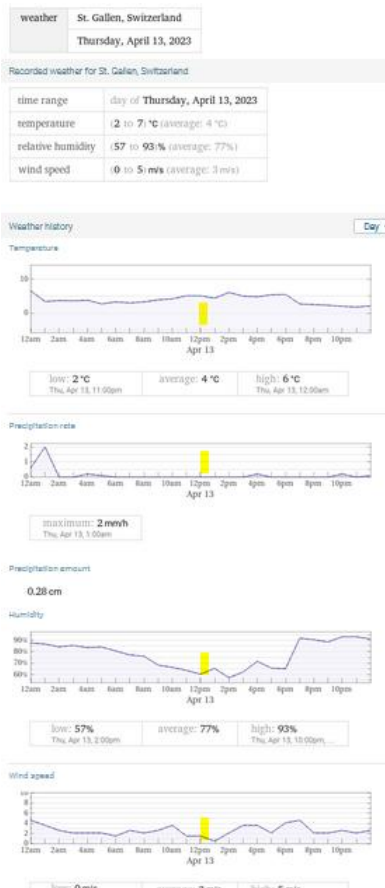 weather St. Gallen, Switzerland
Thursday, April 13, 2023
Recorded weather for St. Gallen, Switzerland
time range day of Thursday, April 13, 2023
temperature (2 to 7) °C (average: 4 °C)
relative humidity (57 to 93)% (average: 77%)
wind speed (0 to 5) m/s (average: 3 m/s)
Weather history Day
Temperature
10
0
12am 2am 4am 6am 8am 10am 12pm 2pm 4pm 6pm 8pm 10pm
Apr 13
low: 2 °C average: 4 °C high: 6 °C
Thu, Apr 13, 11:00pm Thu, Apr 13, 12:00am
Precipitation rate
2
1
0
12am 2am 4am 6am 8am 10am 12pm 2pm 4pm 6pm 8pm 10pm
Apr 13
maximum: 2 mm/h
Thu, Apr 13, 1:00am
Precipitation amount
0.28 cm
Humidity
90%
80%
70%
60%
12am 2am 4am 6am 8am 10am 12pm 2pm 4pm 6pm 8pm 10pm
Apr 13
low: 57% average: 77% high: 93%
Thu, Apr 13, 2:00pm Thu, Apr 13, 10:00pm, ...
Wind speed
10
8
6
4
2
0
12am 2am 4am 6am 8am 10am 12pm 2pm 4pm 6pm 8pm 10pm
Apr 13